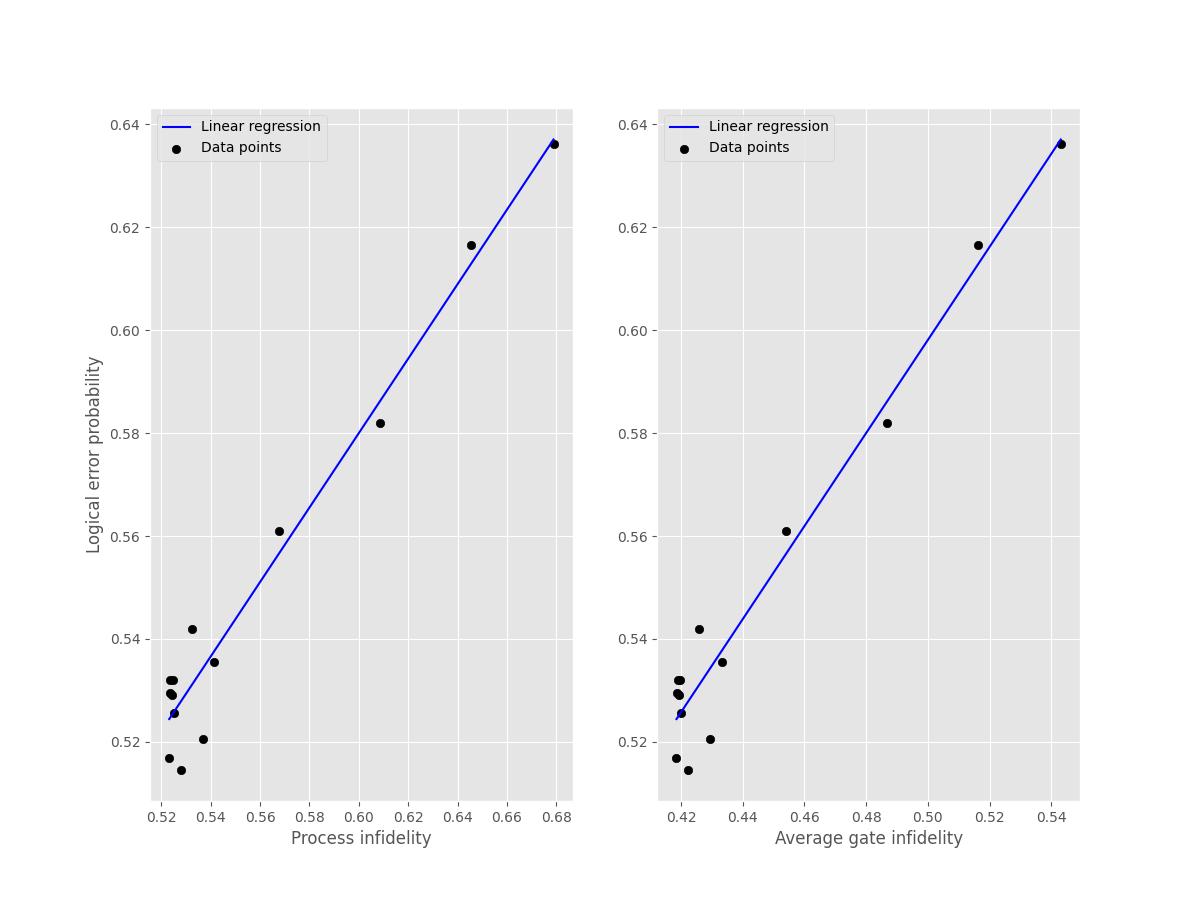 Linear regression
Data points
0.64
0.62
0.60
0.58
0.56
0.54
0.52
Logical error probability
0.52 0.54 0.56 0.58 0.60 0.62 0.64 0.66 0.68
Process infidelity
Linear regression
Data points
0.64
0.62
0.60
0.58
0.56
0.54
0.52
0.42 0.44 0.46 0.48 0.50 0.52 0.54
Average gate infidelity